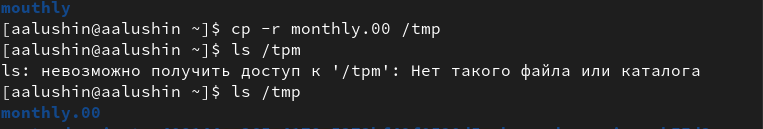 mouthly
[aalushin@aalushin ~]$ cp -r monthly.00 /tmp
[aalushin@aalushin ~]$ ls /tpm
ls: невозможно получить доступ к '/tpm': Нет такого файла или каталога
[aalushin@aalushin ~]$ ls /tmp
monthly.00